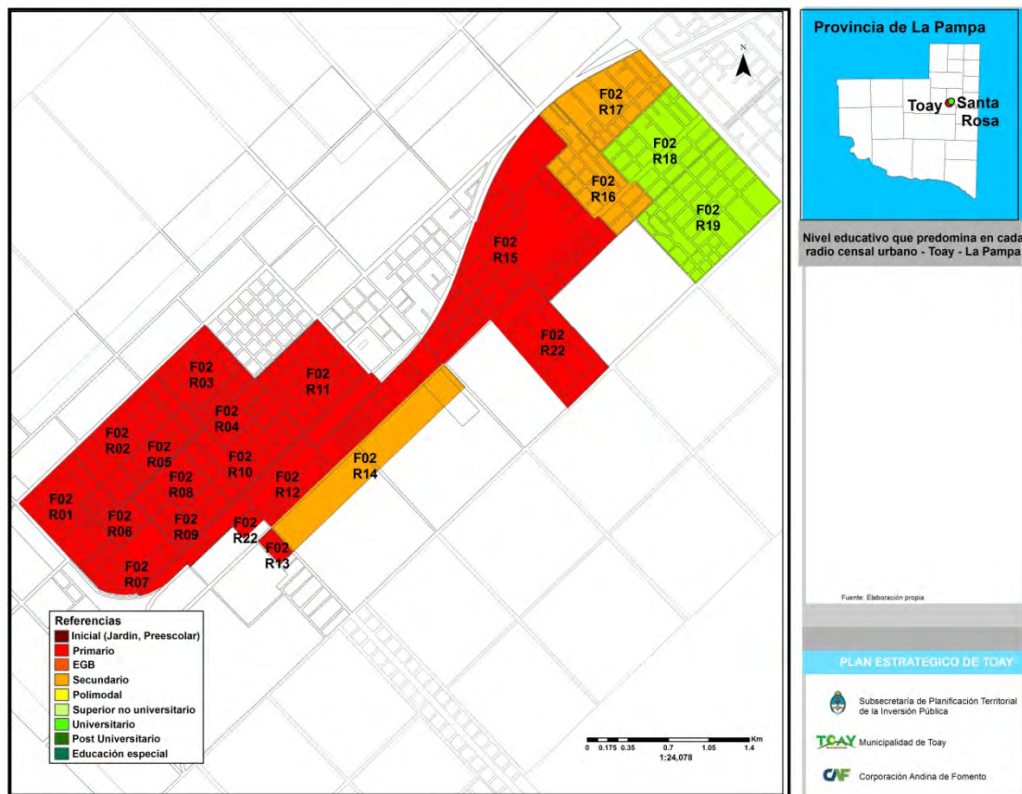 N
F02
R17
F02
R18
F02
R16
F02
R19
F02
R15
F02
R22
F02
R03
F02
R11
F02
R04
F02
R02
F02
R05
F02
R10
F02
R14
F02
R08
F02
R12
F02
R01
F02
R06
F02
R09
F02
R22
F02
R13
F02
R07
Referencias
Inicial (Jardin, Preescolar)
Primario
EGB
Secundario
Polimodal
Superior no universitario
Universitario
Post Universitario
Educación especial
Km
0 0.175 0.35 0.7 1.05 1.4
1:24,078
Provincia de La Pampa
Toay
Santa
Rosa
Nivel educativo que predomina en cada
radio censal urbano - Toay - La Pampa
Fuente: Elaboración propia.
PLAN ESTRATEGICO DE TOAY
Subsecretaría de Planificación Territorial
de la Inversión Pública
TOAY Municipalidad de Toay
CAF Corporación Andina de Fomento